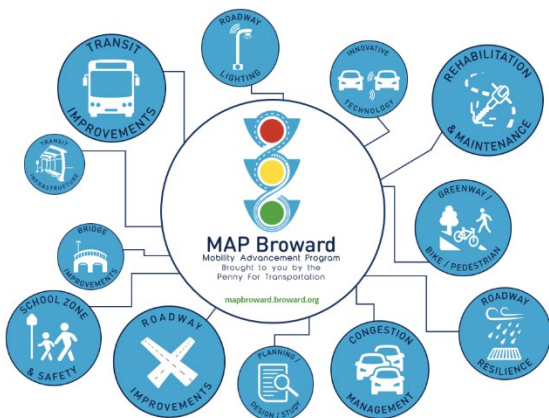 TRANSIT
IMPROVEMENTS
ROADWAY
LIGHTING
INNOVATIVE
TECHNOLOGY
REHABILITATION
& MAINTENANCE
TRANSIT
INFRASTRUCTURE
GREENWAY /
BIKE / PEDESTRIAN
BRIDGE
IMPROVEMENTS
MAP Broward
Mobility Advancement Program
Brought to you by the
Penny For Transportation
mapbroward.broward.org
SCHOOL ZONE
& SAFETY
ROADWAY
IMPROVEMENTS
PLANNING /
DESIGN / STUDY
CONGESTION
MANAGEMENT
ROADWAY
RESILIENCE